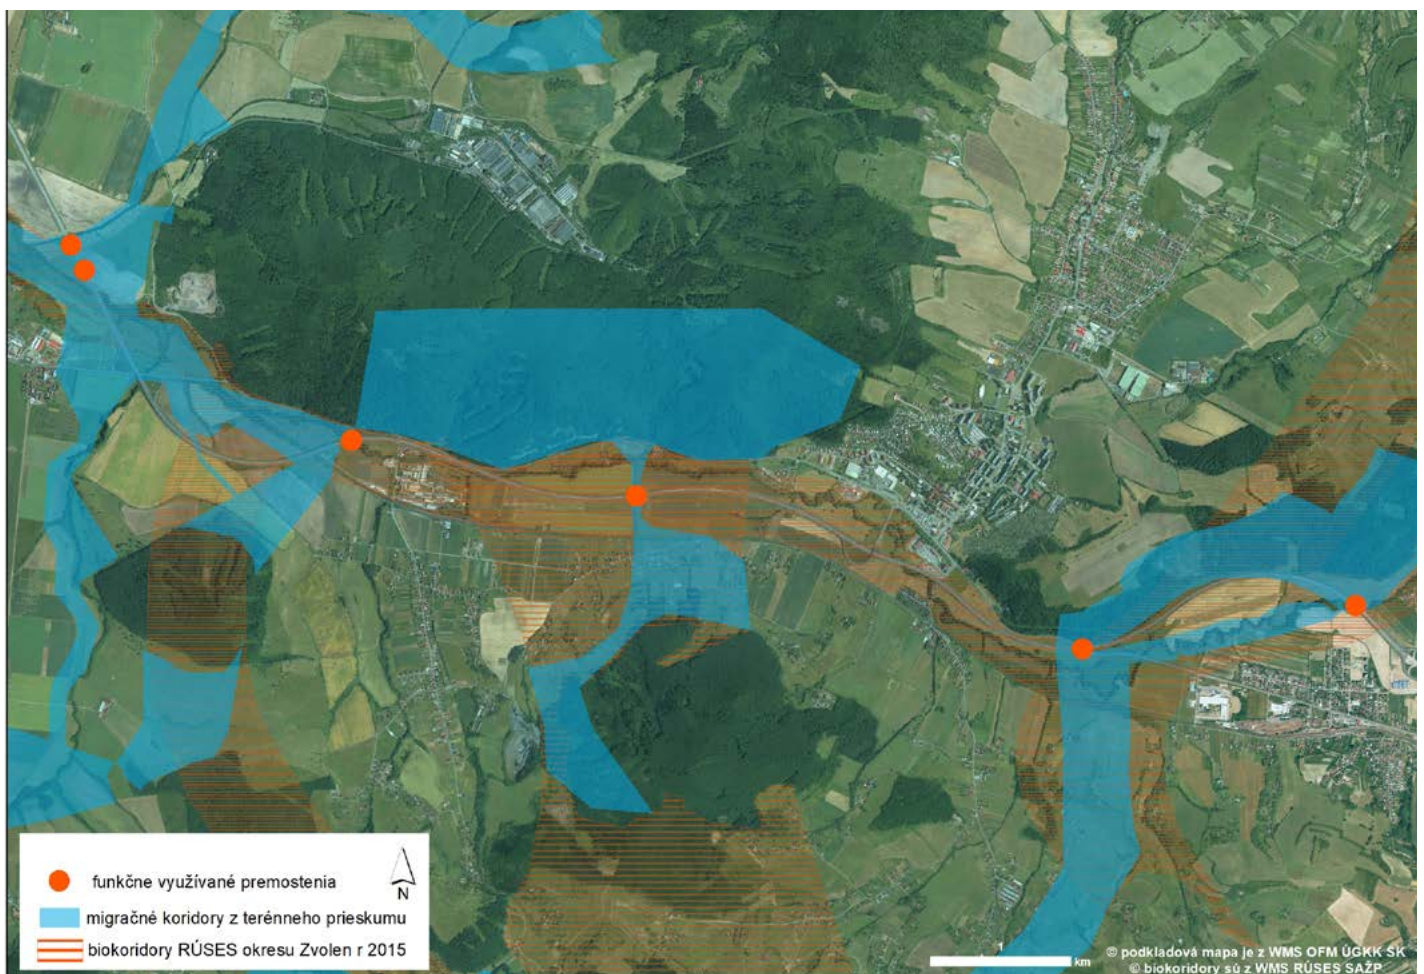 funkčne využívané premostenia
N
migračné koridory z terénneho prieskumu
biokoridory RÚSES okresu Zvolen r 2015
1
km
© podkladová mapa je z WMS OFM ÚGKK SK
© biokoridory sú z WMS RÚSES SAŽP